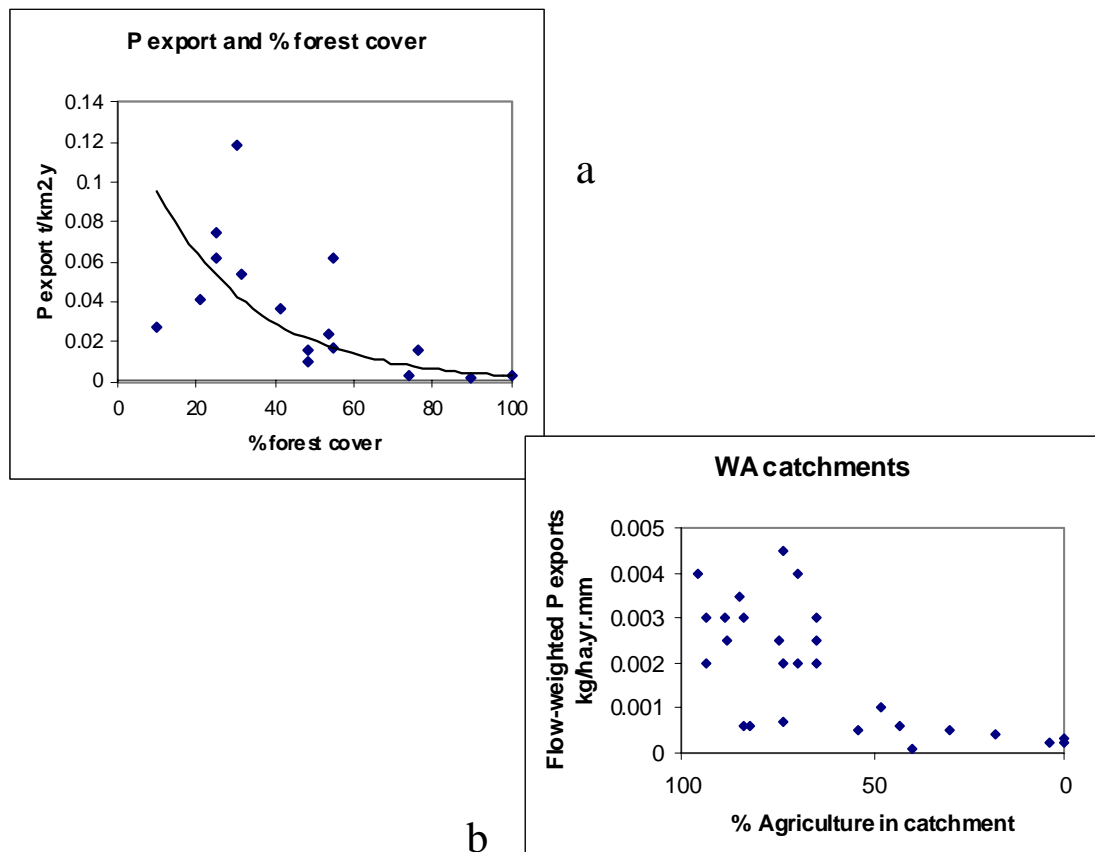 P export and % forest cover
P export t/km2.y
0.14
0.12
0.1
0.08
0.06
0.04
0.02
0
0 20 40 60 80 100
% forest cover
a
WA catchments
Flow-weighted P exports
kg/ha.yr.mm
0.005
0.004
0.003
0.002
0.001
0
100 50 0
% Agriculture in catchment
b